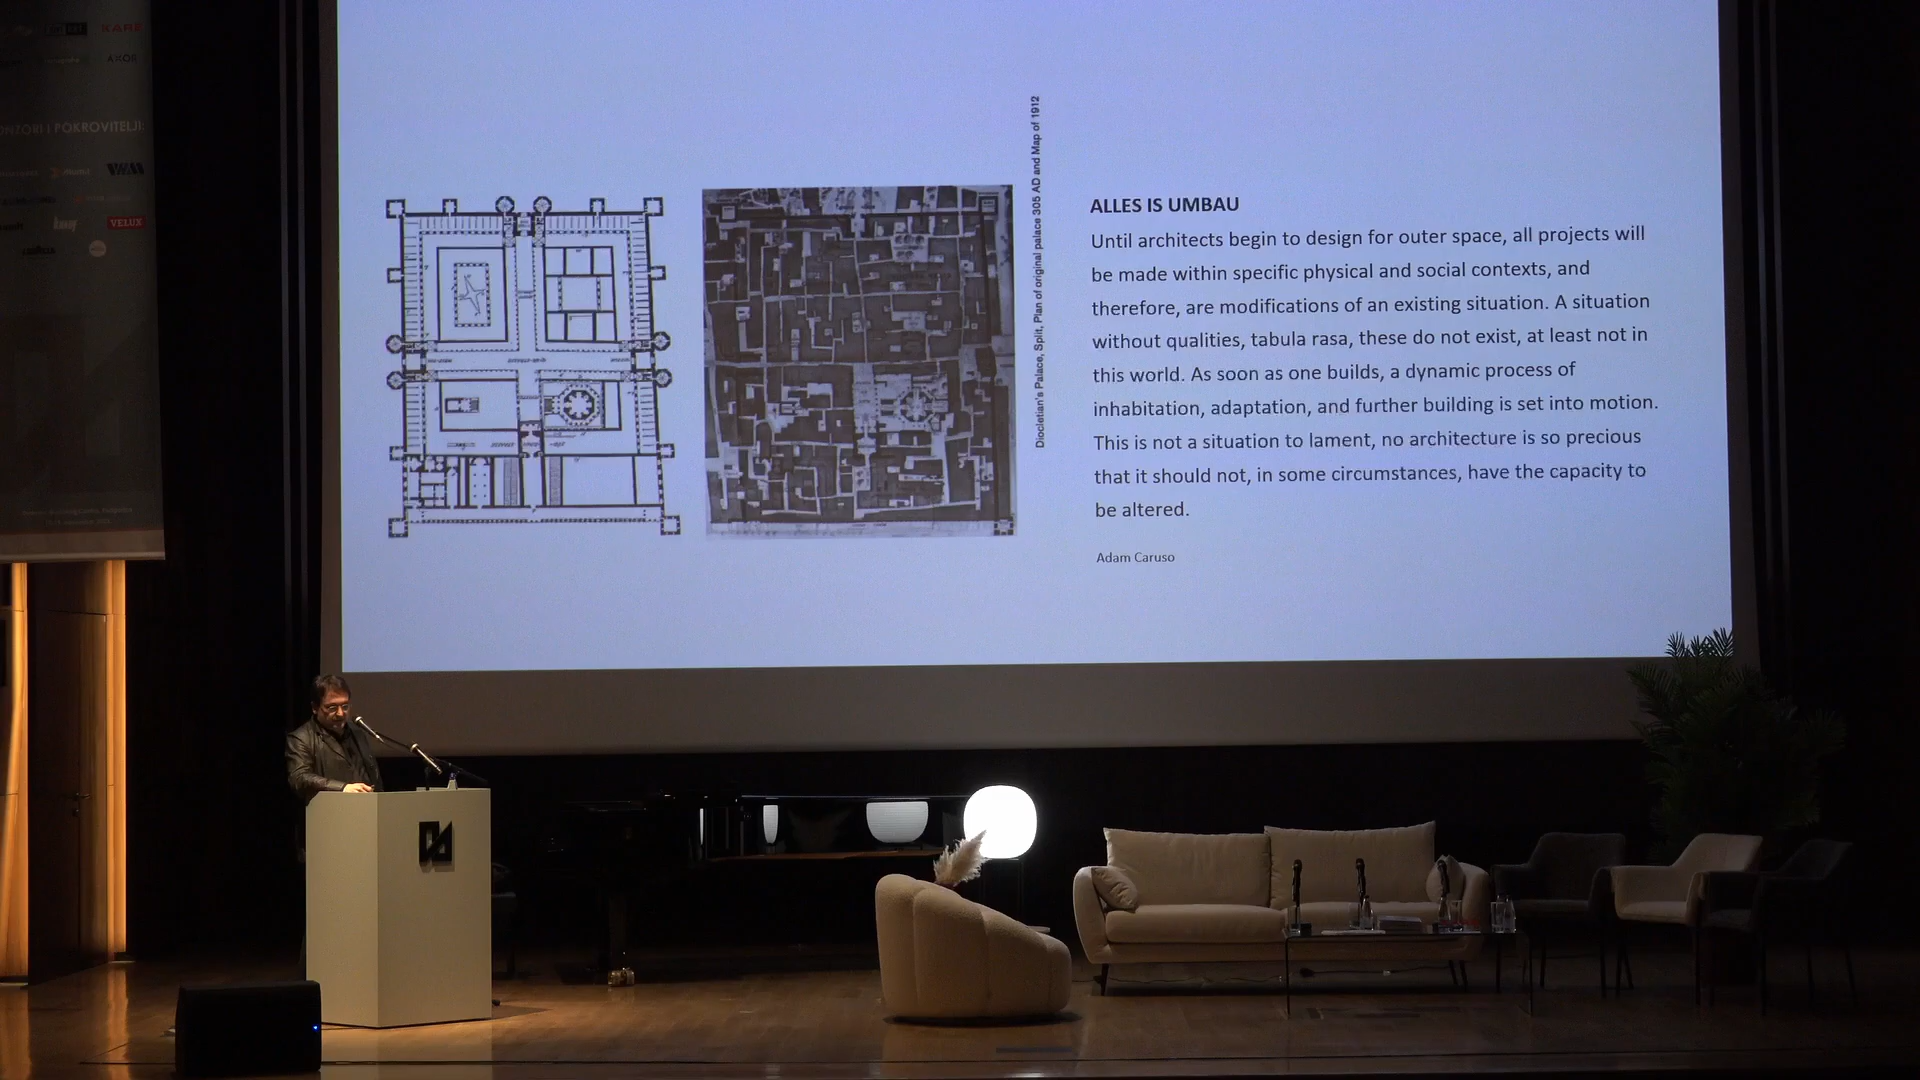 KARE
AXOR
ONZORI I POKROVITELJI:
VELUX
Diocletian's Palace, Split, Plan of original palace 305 AD and Map of 1912
ALLES IS UMBAU
Until architects begin to design for outer space, all projects will
be made within specific physical and social contexts, and
therefore, are modifications of an existing situation. A situation
without qualities, tabula rasa, these do not exist, at least not in
this world. As soon as one builds, a dynamic process of
inhabitation, adaptation, and further building is set into motion.
This is not a situation to lament, no architecture is so precious
that it should not, in some circumstances, have the capacity to
be altered.
Adam Caruso